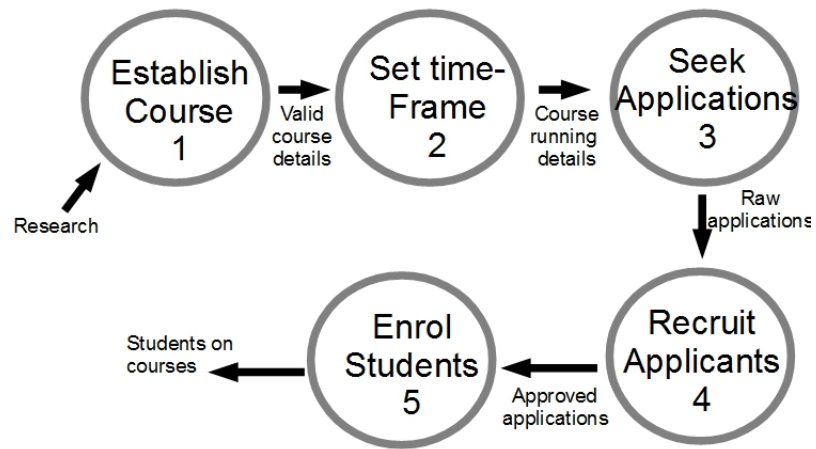 Establish
Course
1
Set time-
Frame
2
Seek
Applications
3
Valid
course
details
Course
running
details
Research
Raw
applications
Recruit
Applicants
4
Enrol
Students
5
Approved
applications
Students on
courses